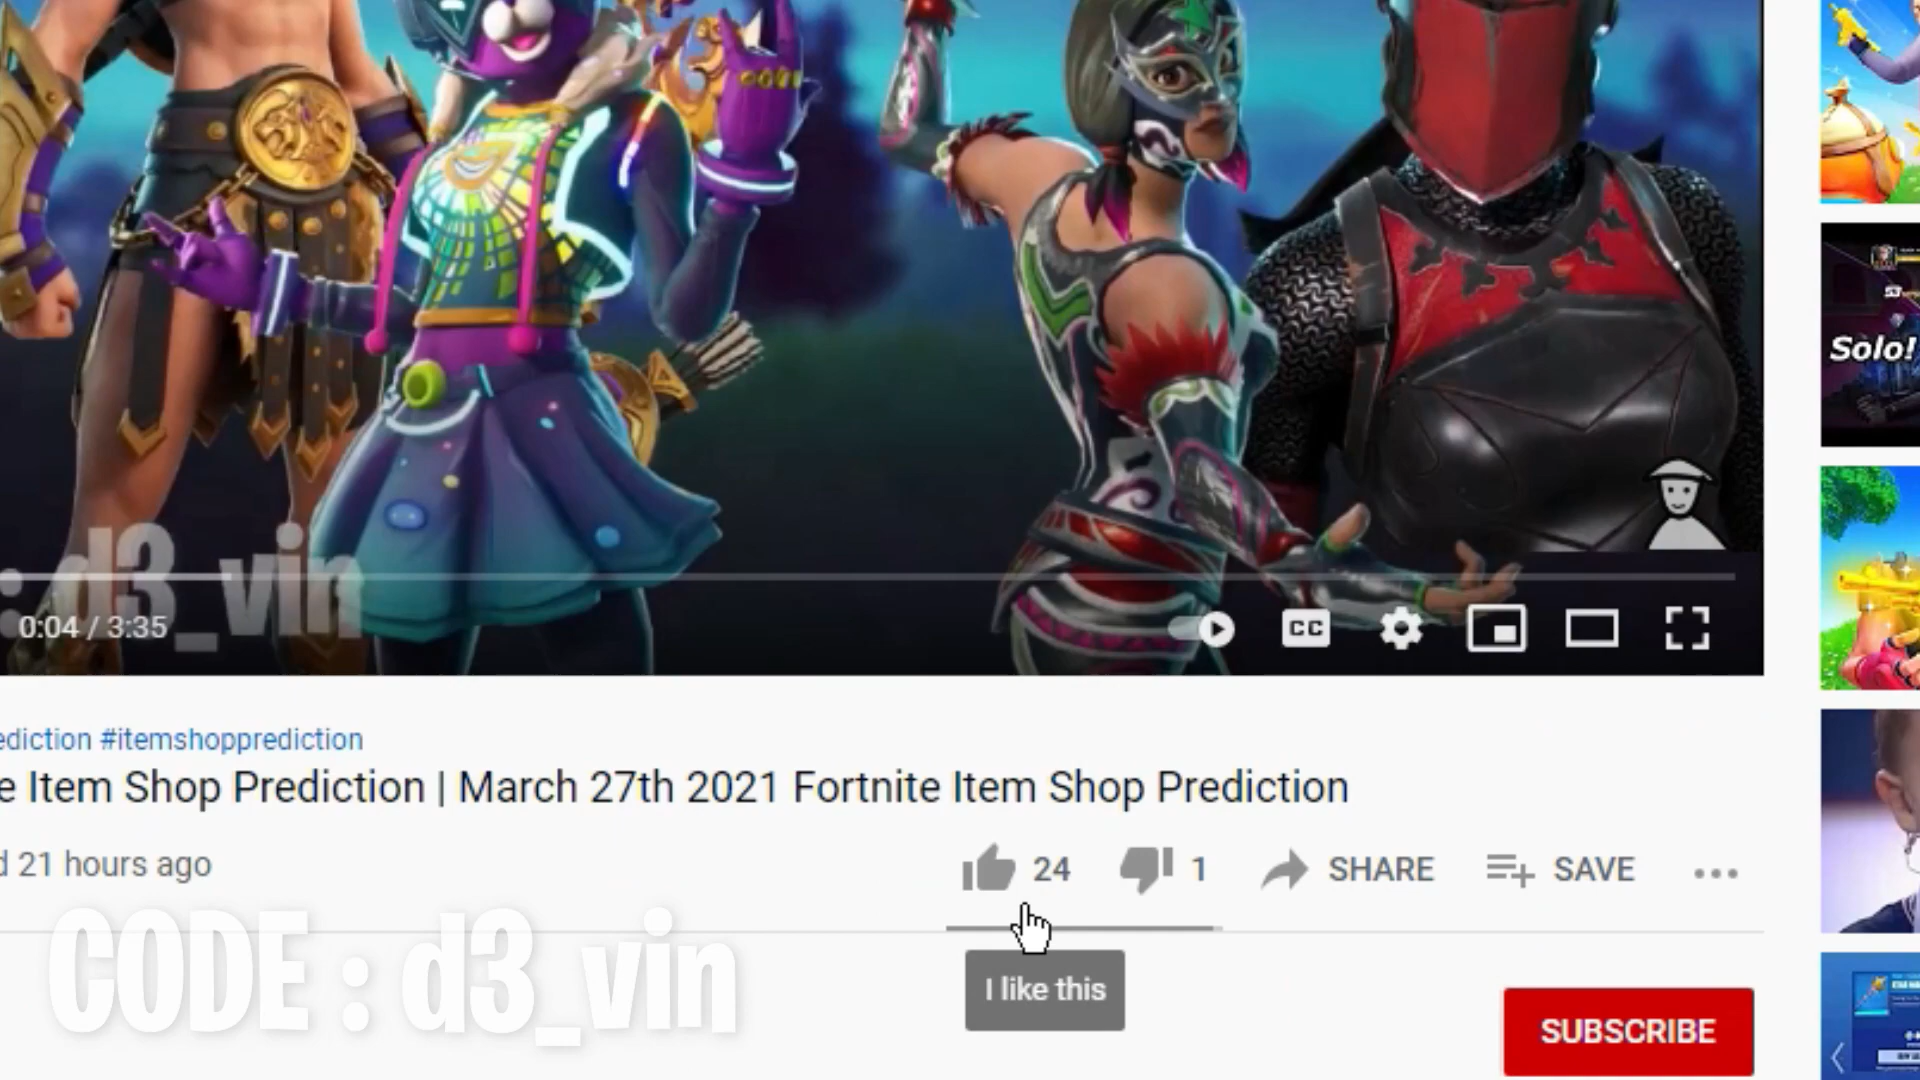 Solo!
: d3_vin
0:04 / 3:35
CC
ediction #itemshopprediction
e Item Shop Prediction | March 27th 2021 Fortnite Item Shop Prediction
d 21 hours ago
24
1
SHARE
SAVE
CODE : d3_vin
I like this
SUBSCRIBE